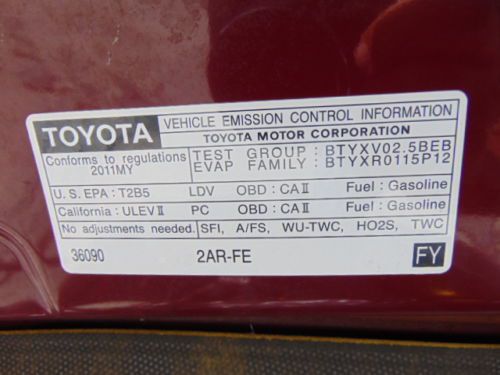 TOYOTA VEHICLE EMISSION CONTROL INFORMATION
TOYOTA MOTOR CORPORATION
Conforms to regulations
2011MY
TEST GROUP : BTYXV02.5BEB
EVAP FAMILY : BTYXR0115P12
U.S. EPA : T2B5 LDV OBD : CAⅡ Fuel : Gasoline
California : ULEVⅡ PC OBD : CAⅡ Fuel : Gasoline
No adjustments needed. SFI, A/FS, WU-TWC, HO2S, TWC
36090 2AR-FE FY